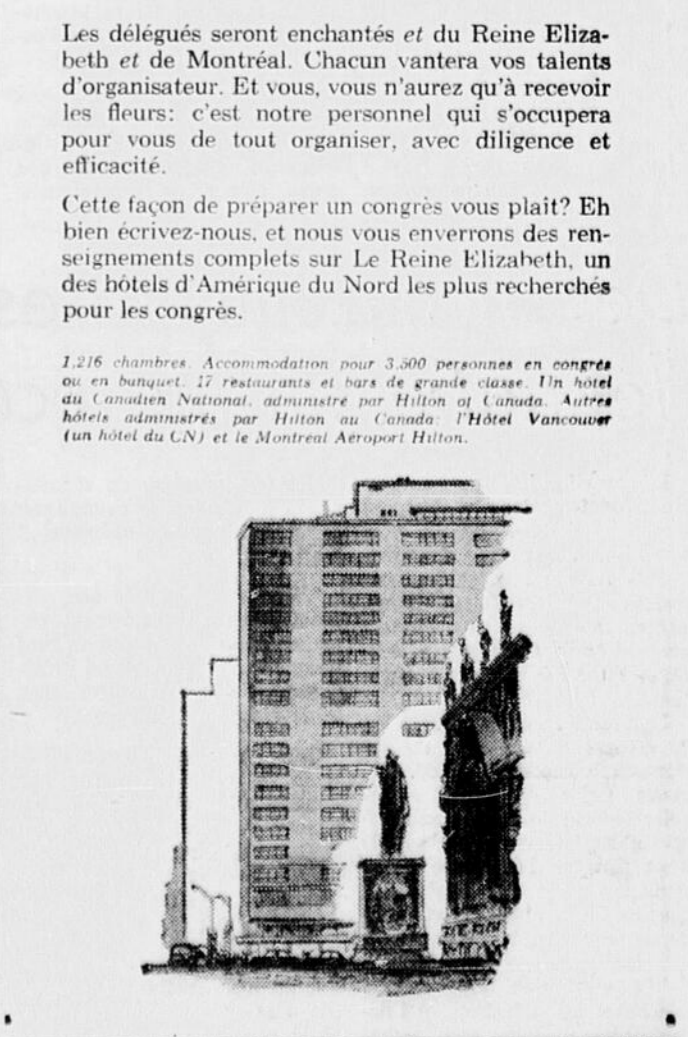 Les délégués seront enchantés et du Reine Eliza-
beth et de Montréal. Chacun vantera vos talents
d'organisateur. Et vous, vous n'aurez qu'à recevoir
les fleurs: c'est notre personnel qui s'occupera
pour vous de tout organiser, avec diligence et
efficacité.
Cette façon de préparer un congrès vous plait? Eh
bien écrivez-nous, et nous vous enverrons des ren-
seignements complets sur Le Reine Elizabeth, un
des hôtels d'Amérique du Nord les plus recherchés
pour les congrès.
1,216 chambres. Accommodation pour 3,500 personnes en congrès
ou en banquet. 17 restaurants et bars de grande classe. Un hôtel
du Canadien National, administré par Hilton of Canada. Autres
hôtels administrés par Hilton au Canada: l'Hôtel Vancouver
(un hôtel du CN) et le Montréal Aéroport Hilton.